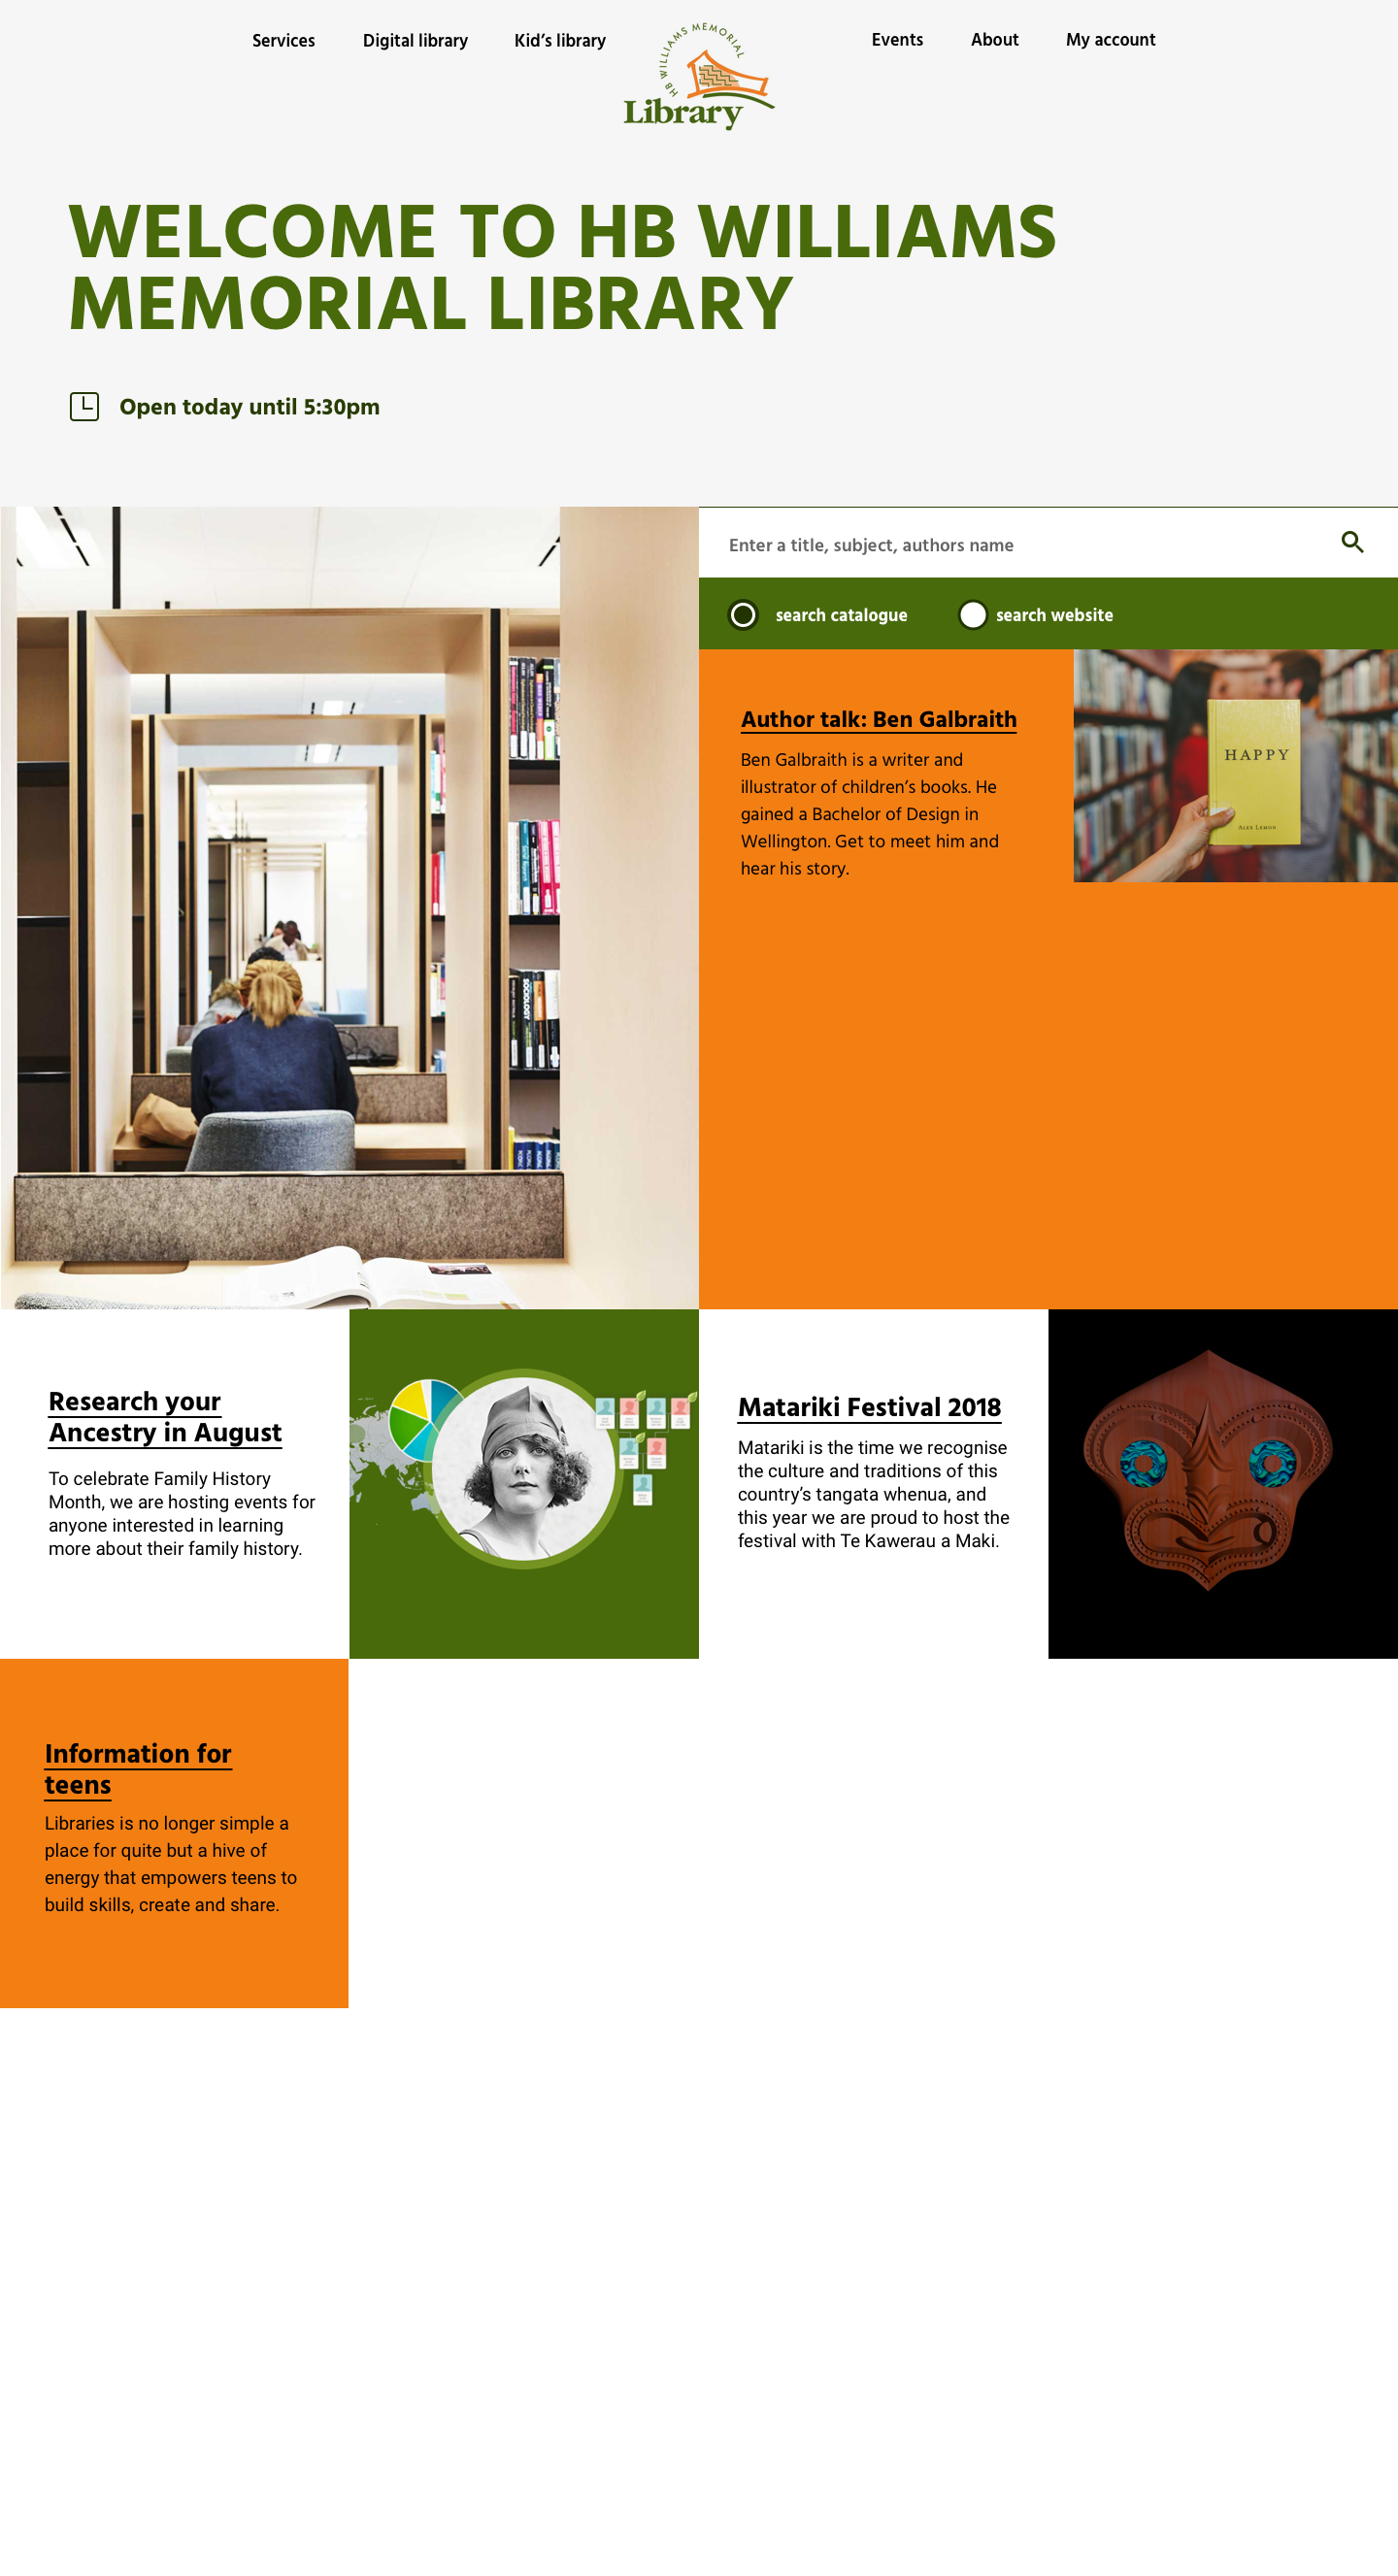 Services
Digital library
Kid’s library
HB WILLIAMS MEMORIAL
Library
Events
About
My account
WELCOME TO HB WILLIAMS
MEMORIAL LIBRARY
Open today until 5:30pm
Enter a title, subject, authors name
search catalogue
search website
Author talk: Ben Galbraith
Ben Galbraith is a writer and
illustrator of children’s books. He
gained a Bachelor of Design in
Wellington. Get to meet him and
hear his story.
HAPPY
ALEX LEMON
SOCIOLOGY
Research your
Ancestry in August
To celebrate Family History
Month, we are hosting events for
anyone interested in learning
more about their family history.
Matariki Festival 2018
Matariki is the time we recognise
the culture and traditions of this
country’s tangata whenua, and
this year we are proud to host the
festival with Te Kawerau a Maki.
Information for
teens
Libraries is no longer simple a
place for quite but a hive of
energy that empowers teens to
build skills, create and share.